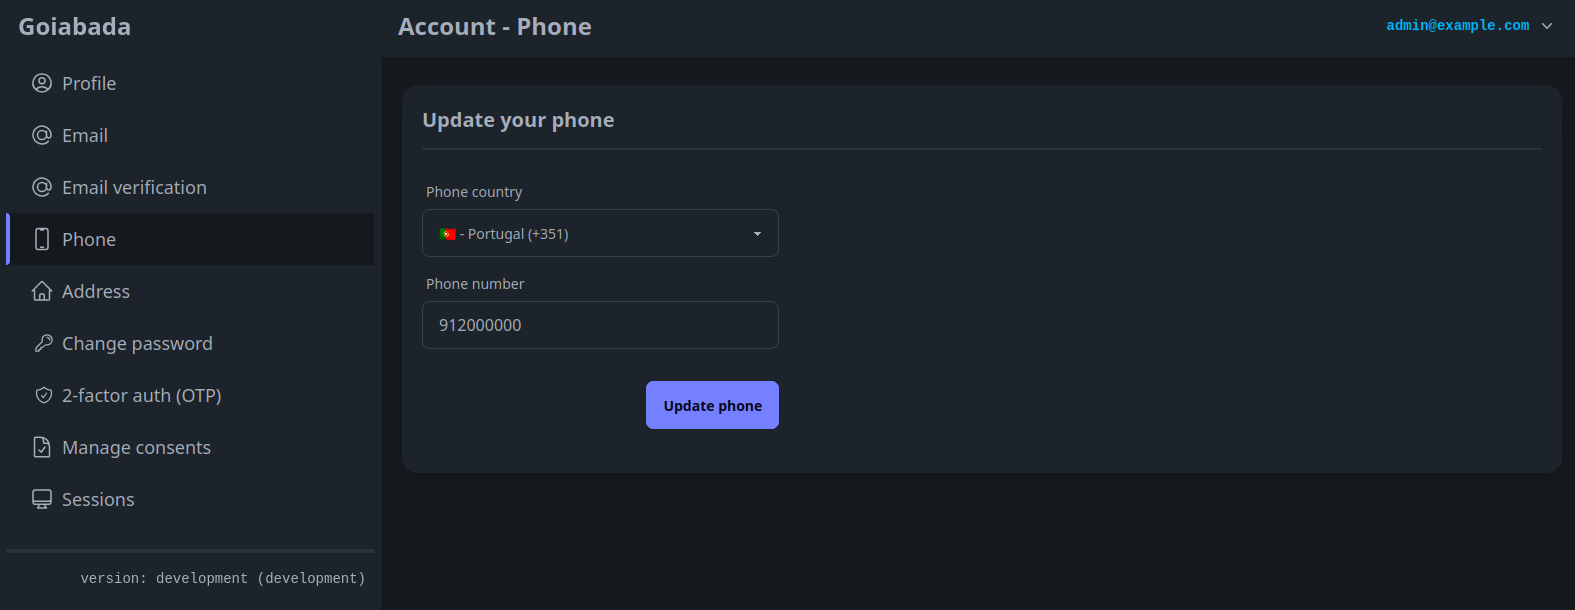 Goiabada
Profile
Email
Email verification
Phone
Address
Change password
2-factor auth (OTP)
Manage consents
Sessions
version: development (development)
Account - Phone
admin@example.com
Update your phone
Phone country
🇵🇹 - Portugal (+351)
Phone number
912000000
Update phone